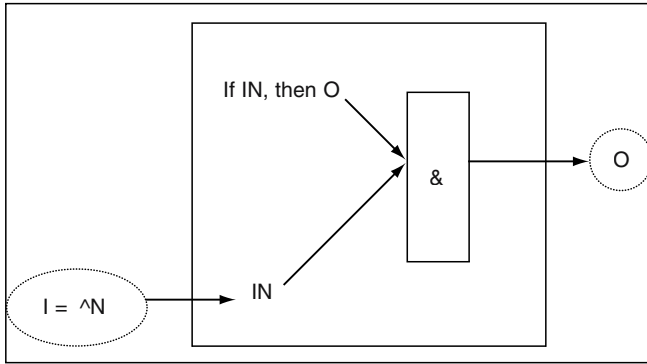 If IN, then O
&
O
IN
I = ^N